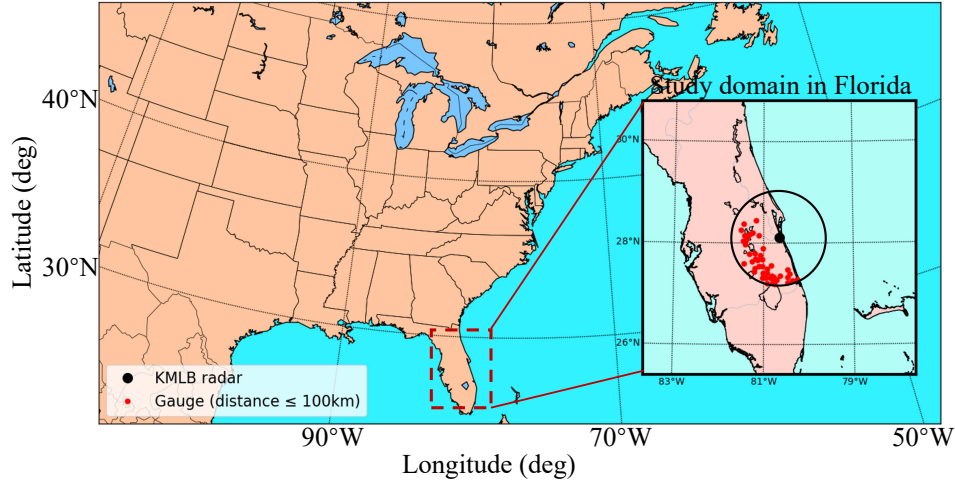 Study domain in Florida
40°N
30°N
30°N
28°N
26°N
83°W
81°W
79°W
Latitude (deg)
KMLB radar
Gauge (distance ≤ 100km)
90°W
70°W
50°W
Longitude (deg)